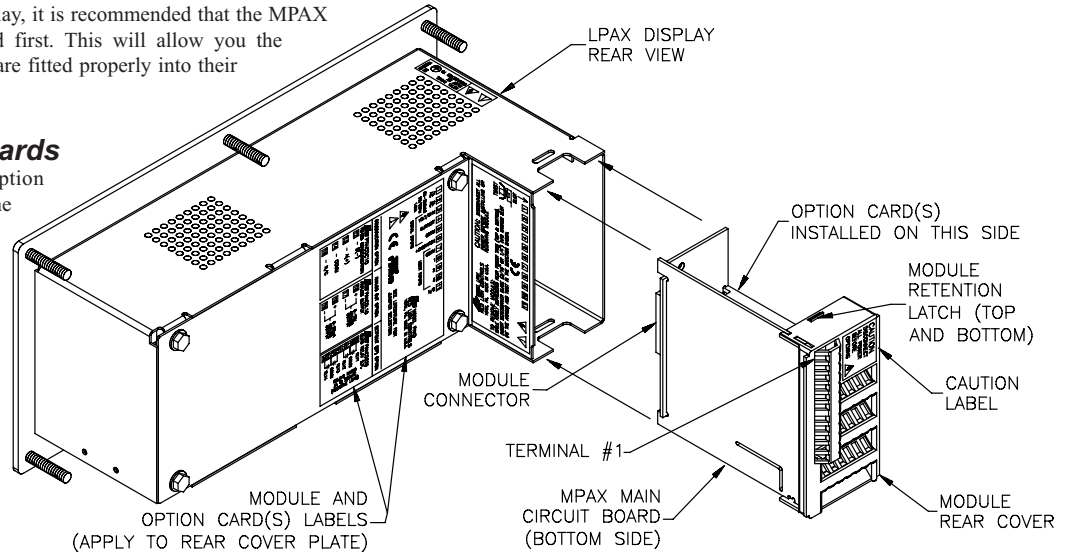 lay, it is recommended that the MPAX
d first. This will allow you the
are fitted properly into their
ards
ption
ne
LPAX DISPLAY
REAR VIEW
OPTION CARD(S)
INSTALLED ON THIS SIDE
MODULE
RETENTION
LATCH (TOP
AND BOTTOM)
CAUTION
LABEL
MODULE
CONNECTOR
TERMINAL #1
MPAX MAIN
CIRCUIT BOARD
(BOTTOM SIDE)
MODULE
REAR COVER
MODULE AND
OPTION CARD(S) LABELS
(APPLY TO REAR COVER PLATE)